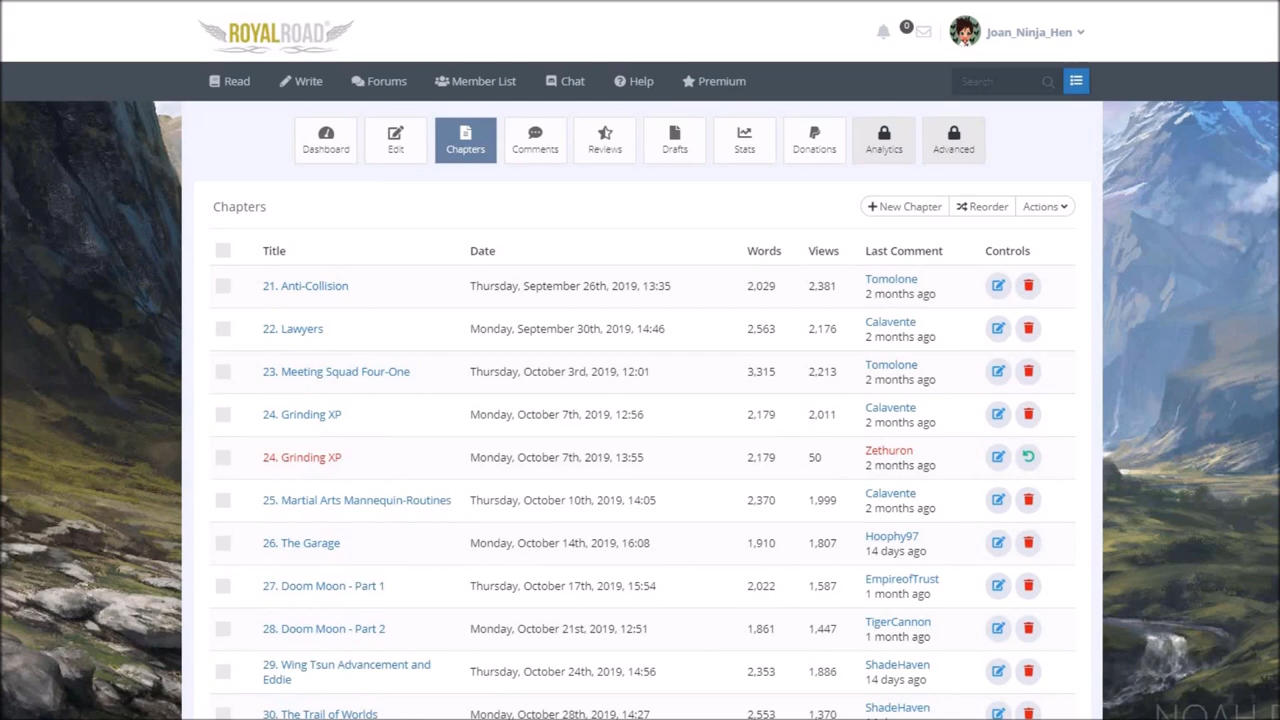 ROYALROAD®
0
Joan_Ninja_Hen
Read Write Forums Member List Chat Help Premium
Search
Dashboard Edit Chapters Comments Reviews Drafts Stats Donations Analytics Advanced
Chapters
New Chapter Reorder Actions
Title Date Words Views Last Comment Controls
21. Anti-Collision Thursday, September 26th, 2019, 13:35 2,029 2,381 Tomolone
2 months ago
22. Lawyers Monday, September 30th, 2019, 14:46 2,563 2,176 Calavente
2 months ago
23. Meeting Squad Four-One Thursday, October 3rd, 2019, 12:01 3,315 2,213 Tomolone
2 months ago
24. Grinding XP Monday, October 7th, 2019, 12:56 2,179 2,011 Calavente
2 months ago
24. Grinding XP Monday, October 7th, 2019, 13:55 2,179 50 Zethuron
2 months ago
25. Martial Arts Mannequin-Routines Thursday, October 10th, 2019, 14:05 2,370 1,999 Calavente
2 months ago
26. The Garage Monday, October 14th, 2019, 16:08 1,910 1,807 Hoophy97
14 days ago
27. Doom Moon - Part 1 Thursday, October 17th, 2019, 15:54 2,022 1,587 EmpireofTrust
1 month ago
28. Doom Moon - Part 2 Monday, October 21st, 2019, 12:51 1,861 1,447 TigerCannon
1 month ago
29. Wing Tsun Advancement and
Eddie Thursday, October 24th, 2019, 14:56 2,353 1,886 ShadeHaven
14 days ago
30. The Trail of Worlds Monday, October 28th, 2019, 14:27 2,553 1,370 ShadeHaven